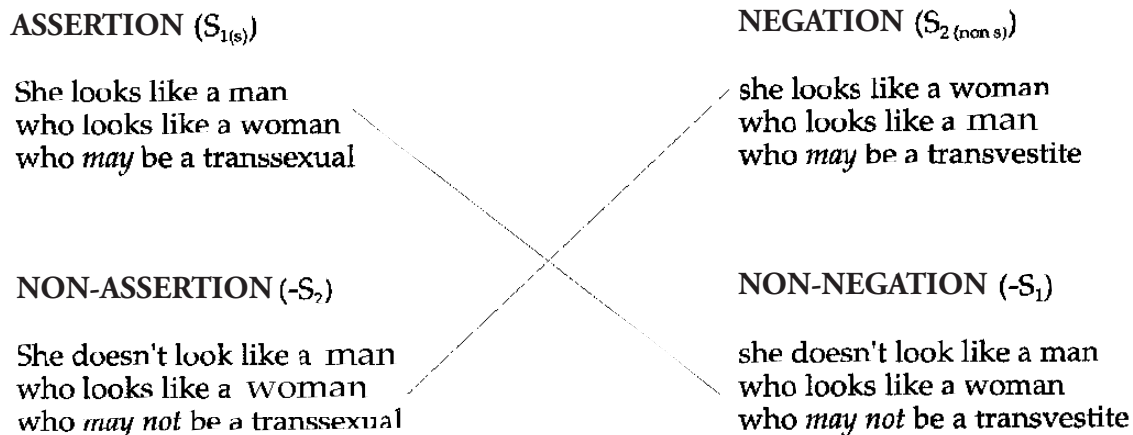 ASSERTION (S1(s))
She looks like a man
who looks like a woman
who may be a transsexual
NEGATION (S2 (non s))
she looks like a woman
who looks like a man
who may be a transvestite
NON-ASSERTION (-S2)
She doesn't look like a man
who looks like a woman
who may not be a transsexual
NON-NEGATION (-S1)
she doesn't look like a man
who looks like a woman
who may not be a transvestite